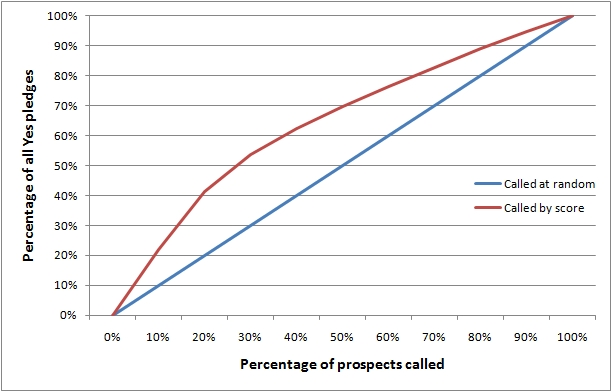 100%
90%
80%
70%
60%
50%
40%
30%
20%
10%
0%
Percentage of all Yes pledges
Called at random
Called by score
0% 10% 20% 30% 40% 50% 60% 70% 80% 90% 100%
Percentage of prospects called